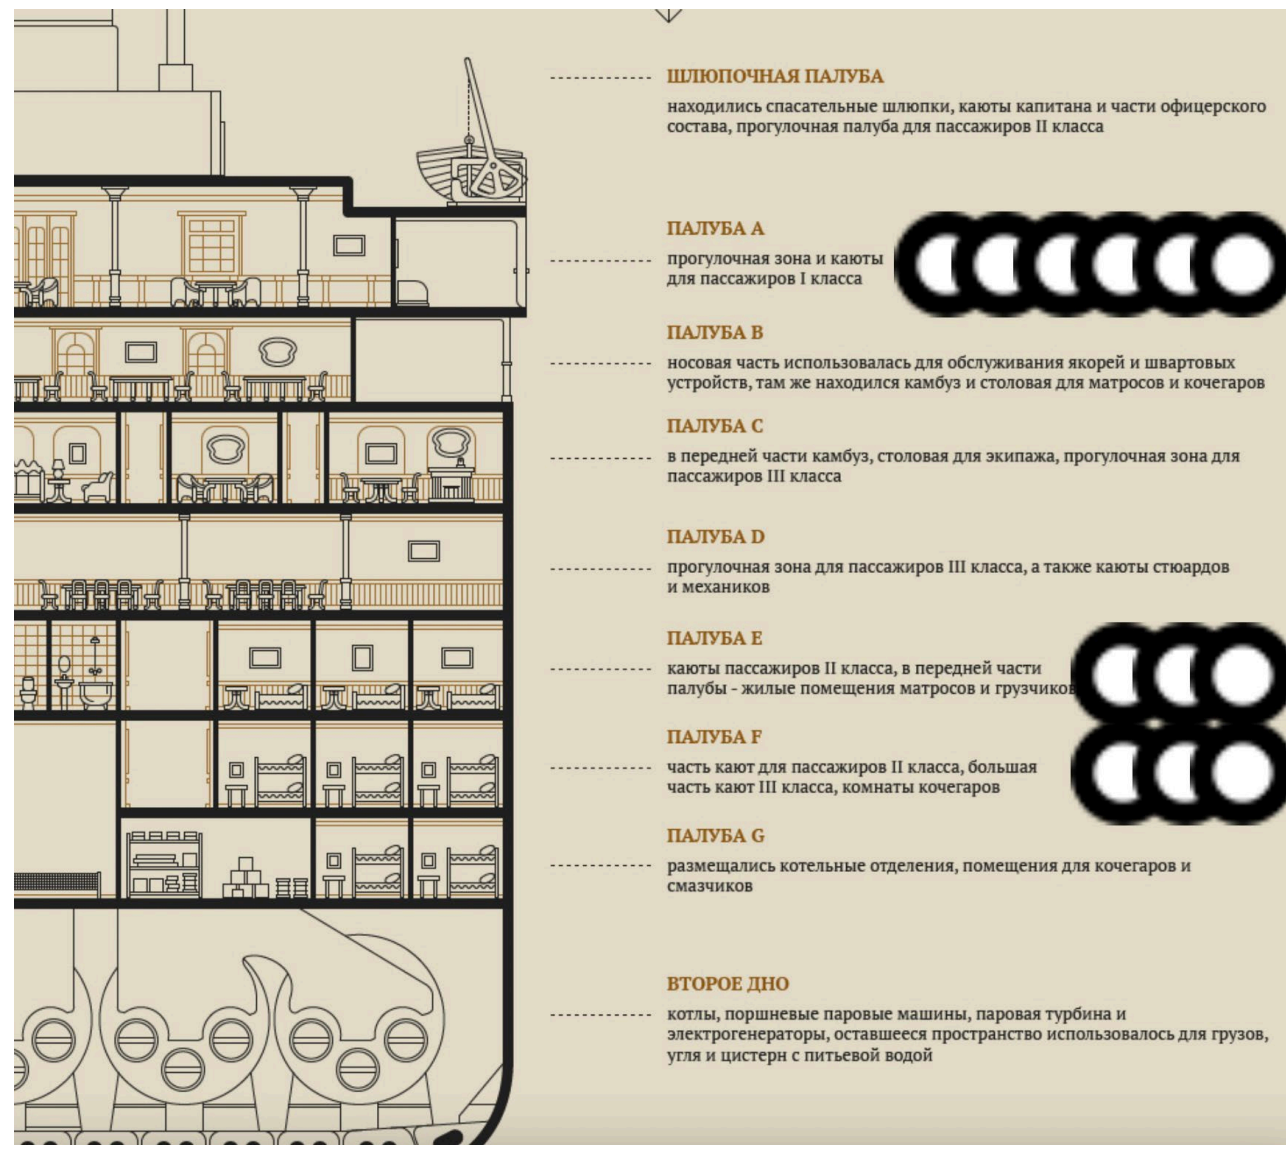 ШЛЮПОЧНАЯ ПАЛУБА
находились спасательные шлюпки, каюты капитана и части офицерского
состава, прогулочная палуба для пассажиров II класса
ПАЛУБА A
прогулочная зона и каюты
для пассажиров I класса
ПАЛУБА B
носовая часть использовалась для обслуживания якорей и швартовых
устройств, там же находился камбуз и столовая для матросов и кочегаров
ПАЛУБА C
в передней части камбуз, столовая для экипажа, прогулочная зона для
пассажиров III класса
ПАЛУБА D
прогулочная зона для пассажиров III класса, а также каюты стюардов
и механиков
ПАЛУБА E
каюты пассажиров II класса, в передней части
палубы - жилые помещения матросов и грузчиков
ПАЛУБА F
часть кают для пассажиров II класса, большая
часть кают III класса, комнаты кочегаров
ПАЛУБА G
размещались котельные отделения, помещения для кочегаров и
смазчиков
ВТОРОЕ ДНО
котлы, поршневые паровые машины, паровая турбина и
электрогенераторы, оставшееся пространство использовалось для грузов,
угля и цистерн с питьевой водой